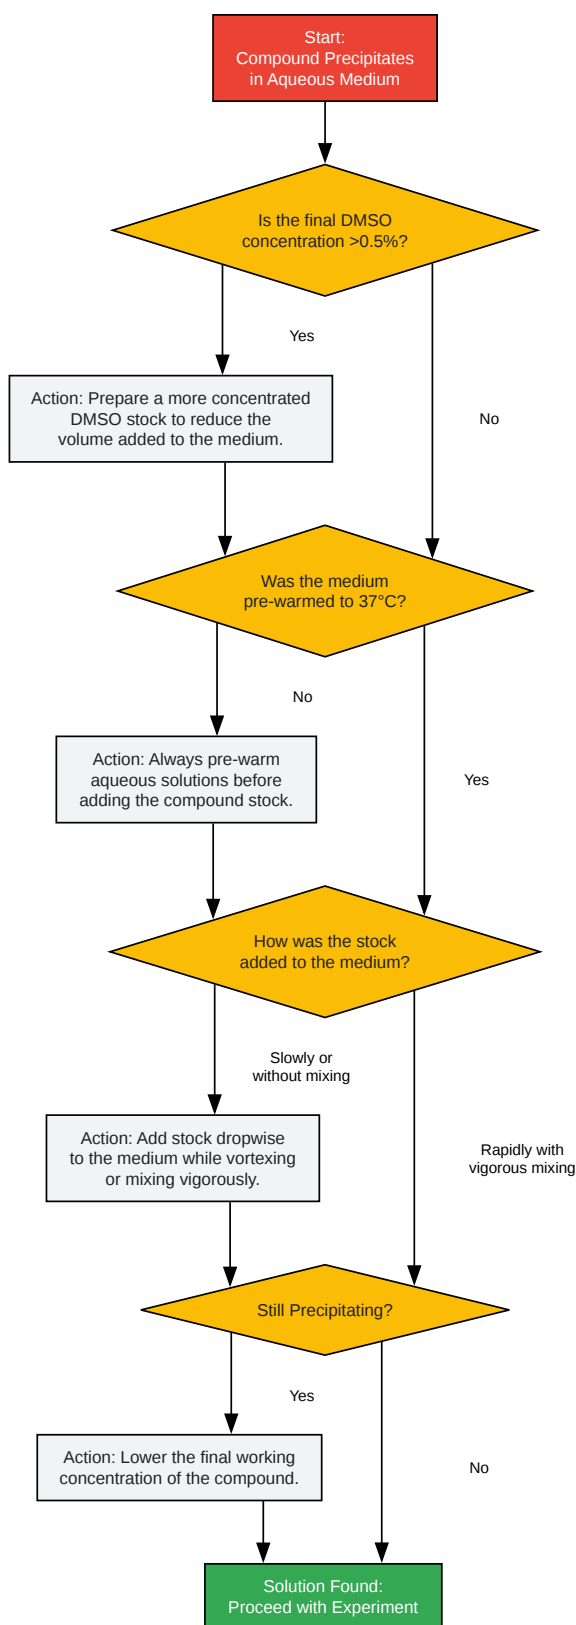 Start:
Compound Precipitates
in Aqueous Medium
Is the final DMSO
concentration >0.5%?
Yes
Action: Prepare a more concentrated
DMSO stock to reduce the
volume added to the medium.
No
Was the medium
pre-warmed to 37°C?
No
Action: Always pre-warm
aqueous solutions before
adding the compound stock.
Yes
How was the stock
added to the medium?
Slowly or
without mixing
Action: Add stock dropwise
to the medium while vortexing
or mixing vigorously.
Rapidly with
vigorous mixing
Still Precipitating?
Yes
Action: Lower the final working
concentration of the compound.
No
Solution Found:
Proceed with Experiment